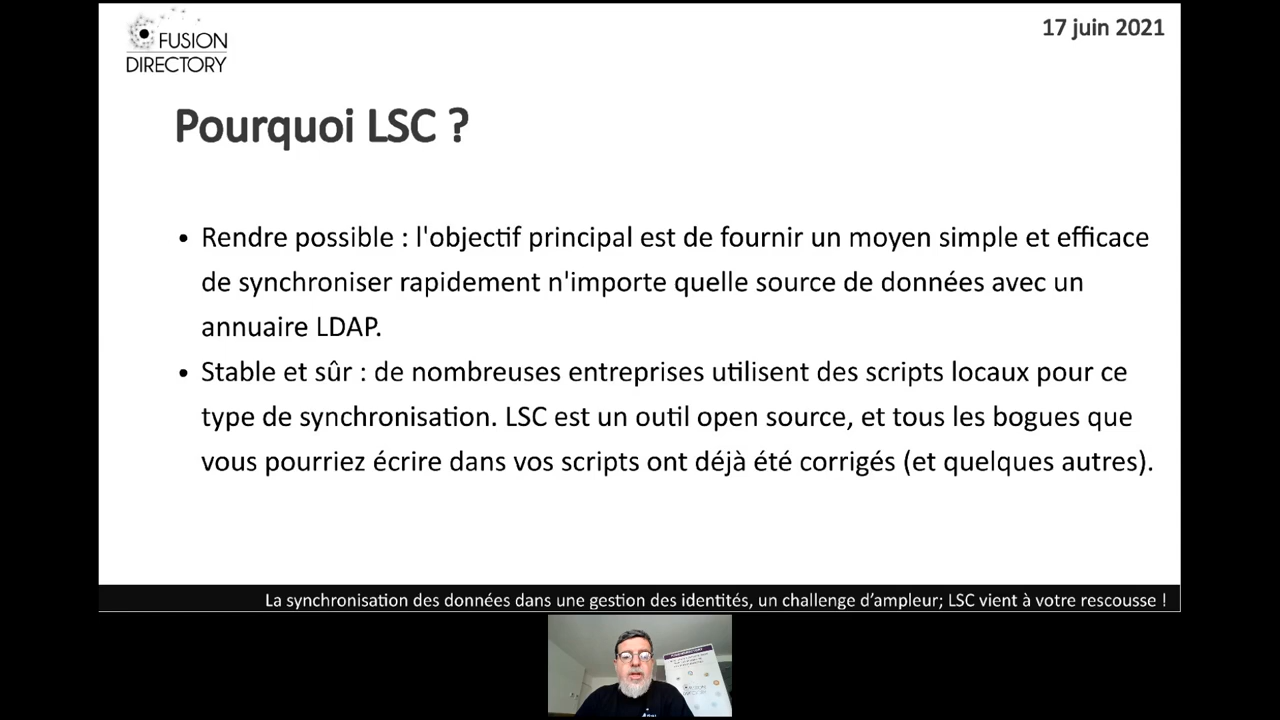 FUSION
DIRECTORY
17 juin 2021
Pourquoi LSC ?
• Rendre possible : l'objectif principal est de fournir un moyen simple et efficace
de synchroniser rapidement n'importe quelle source de données avec un
annuaire LDAP.
• Stable et sûr : de nombreuses entreprises utilisent des scripts locaux pour ce
type de synchronisation. LSC est un outil open source, et tous les bogues que
vous pourriez écrire dans vos scripts ont déjà été corrigés (et quelques autres).
La synchronisation des données dans une gestion des identités, un challenge d’ampleur; LSC vient à votre rescousse !
FUSION
DIRECTORY